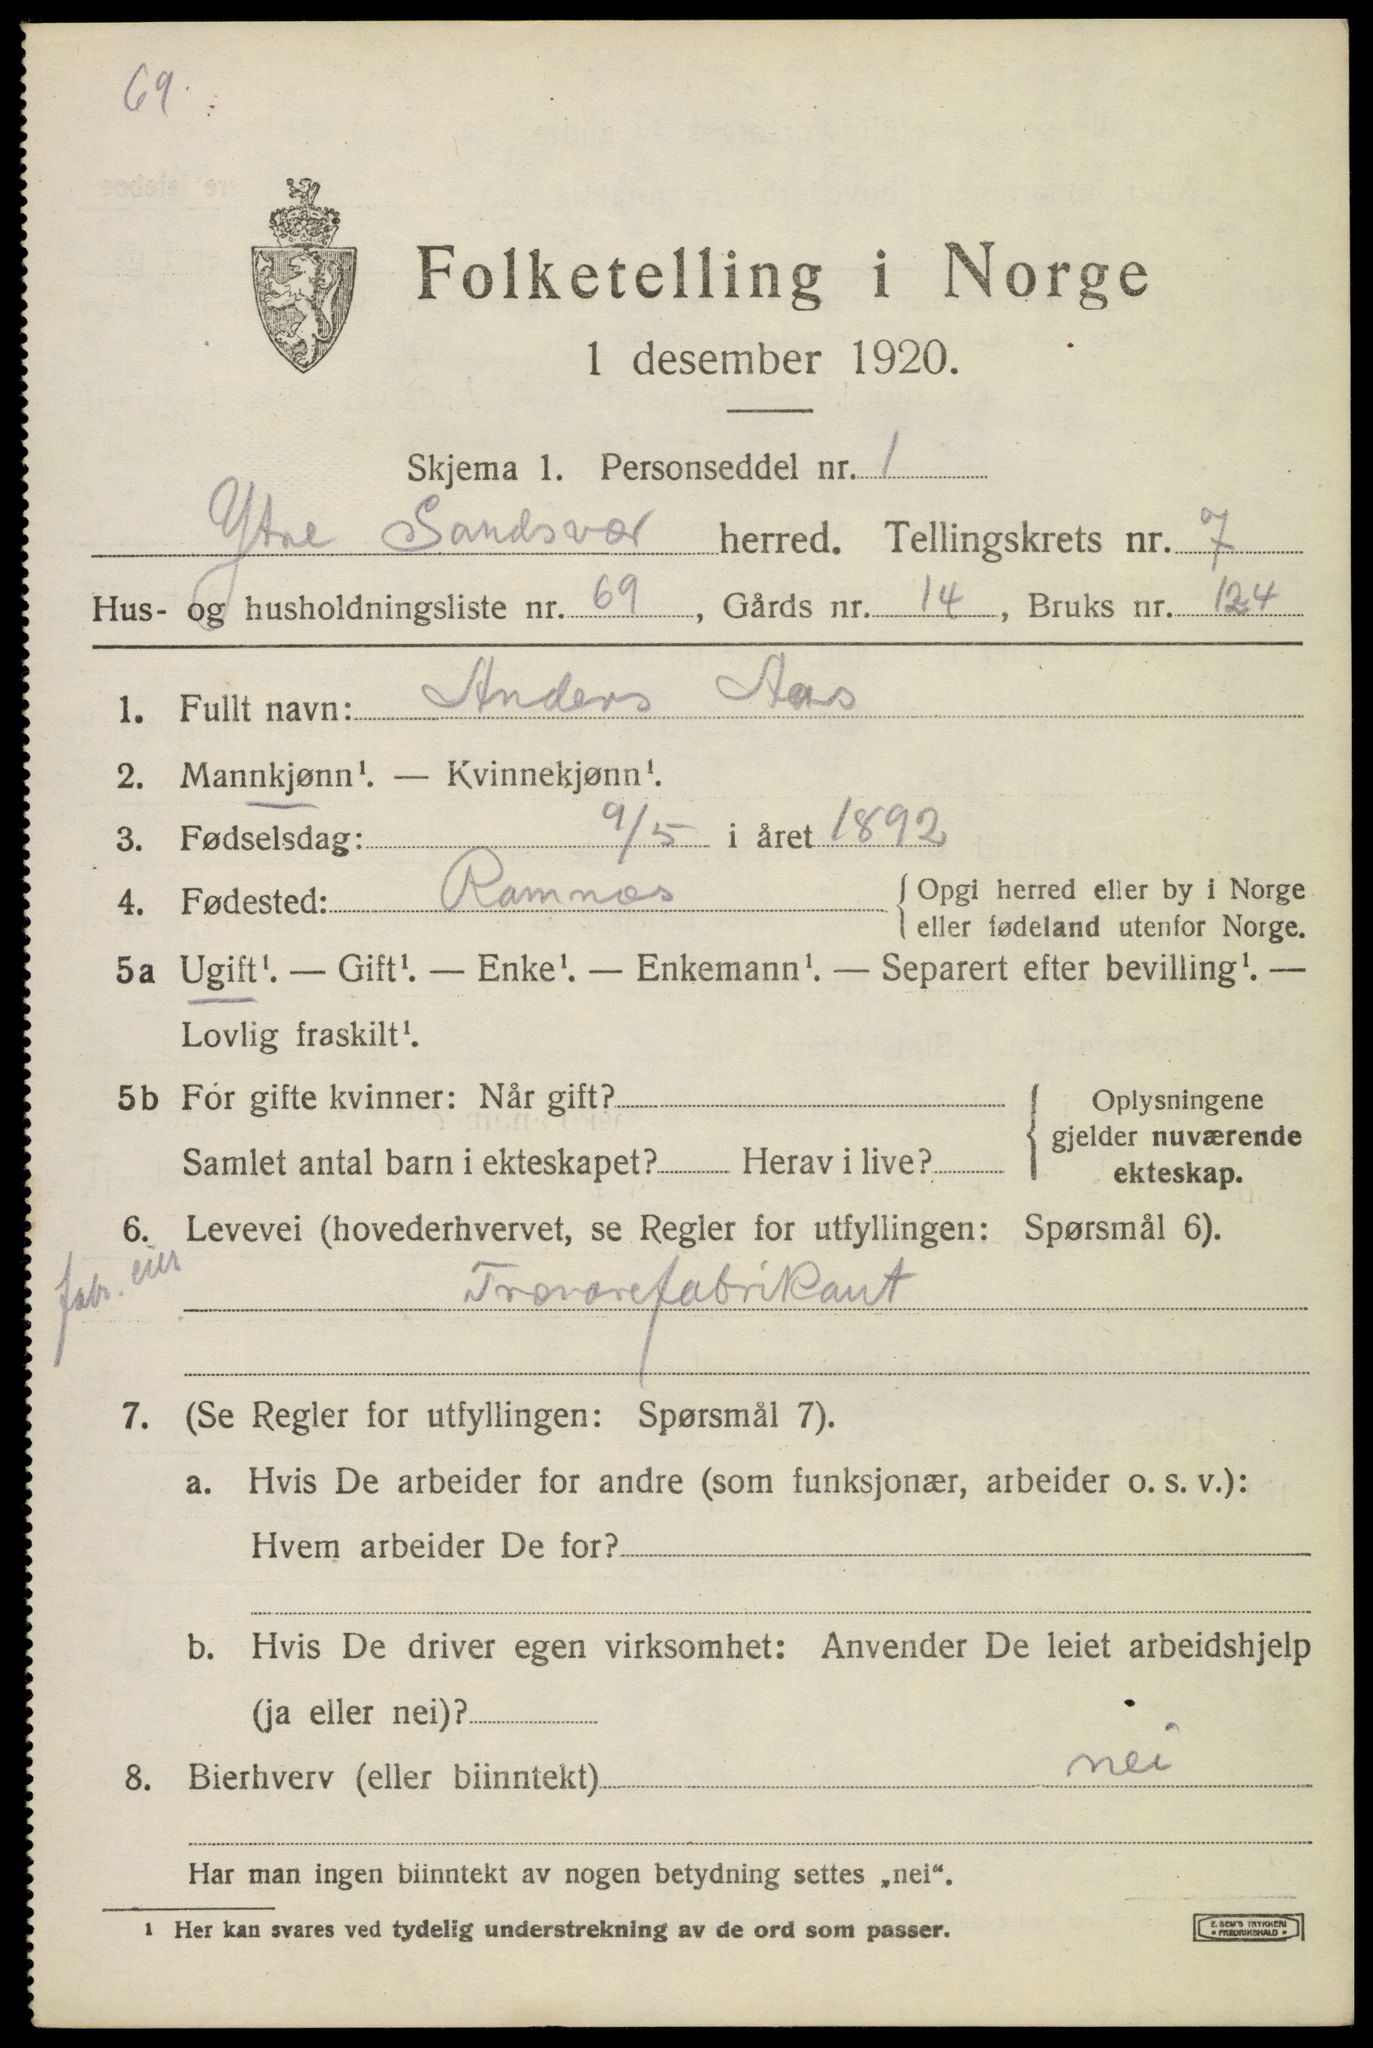 69.
Folketelling i Norge
1 desember 1920.
Skjema 1. Personseddel nr. 1
Ytre Sandsvær herred. Tellingskrets nr. 7
Hus- og husholdningsliste nr. 69, Gårds nr. 14, Bruks nr. 124
1. Fullt navn: Anders Aas
2. Mannkjønn¹. — Kvinnekjønn¹.
3. Fødselsdag: 9/5 i året 1892
4. Fødested: Ramnæs { Opgi herred eller by i Norge
eller fødeland utenfor Norge.
5a Ugift¹. — Gift¹. — Enke¹. — Enkemann¹. — Separert efter bevilling¹. —
Lovlig fraskilt¹.
5b For gifte kvinner: Når gift? { Oplysningene
gjelder nuværende
Samlet antal barn i ekteskapet? Herav i live? ekteskap.
6. Levevei (hovederhvervet, se Regler for utfyllingen: Spørsmål 6).
fabr. eier Trævarefabrikant
7. (Se Regler for utfyllingen: Spørsmål 7).
a. Hvis De arbeider for andre (som funksjonær, arbeider o. s. v.):
Hvem arbeider De for?
b. Hvis De driver egen virksomhet: Anvender De leiet arbeidshjelp
(ja eller nei)?
8. Bierhverv (eller biinntekt) nei
Har man ingen biinntekt av nogen betydning settes „nei“.
¹ Her kan svares ved tydelig understrekning av de ord som passer.
E. SEM'S TRYKKERI
• FREDRIKSHALD •